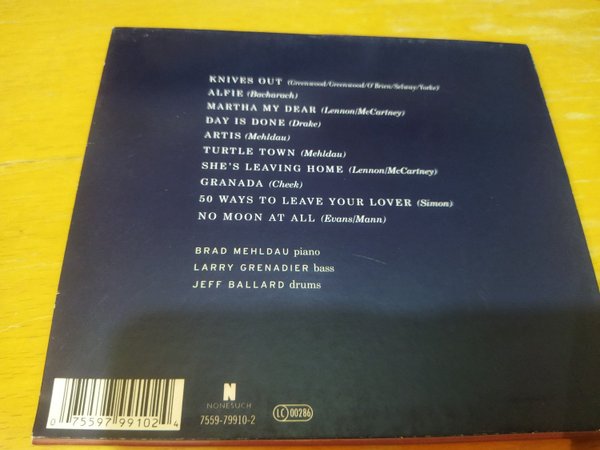 KNIVES OUT (Greenwood/Greenwood/O'Brien/Selway/Yorke)
ALFIE (Bacharach)
MARTHA MY DEAR (Lennon/McCartney)
DAY IS DONE (Drake)
ARTIS (Mehldau)
TURTLE TOWN (Mehldau)
SHE'S LEAVING HOME (Lennon/McCartney)
GRANADA (Cheek)
50 WAYS TO LEAVE YOUR LOVER (Simon)
NO MOON AT ALL (Evans/Mann)
BRAD MEHLDAU piano
LARRY GRENADIER bass
JEFF BALLARD drums
0 75597 99102 4
N
NONESUCH
7559-79910-2
LC 00286